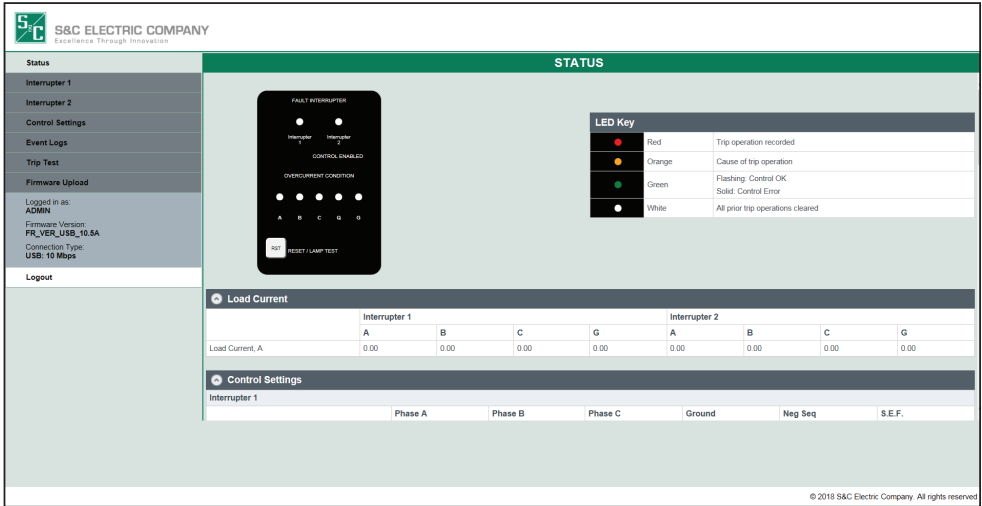 S&C
S&C ELECTRIC COMPANY
Excellence Through Innovation
Status
Interrupter 1
Interrupter 2
Control Settings
Event Logs
Trip Test
Firmware Upload
Logged in as:
ADMIN
Firmware Version:
FR_VER_USB_10.5A
Connection Type:
USB: 10 Mbps
Logout
STATUS
FAULT INTERRUPTER
Interrupter Interrupter
1 2
CONTROL ENABLED
OVERCURRENT CONDITION
A B C Q G
RST RESET / LAMP TEST
LED Key
Red Trip operation recorded
Orange Cause of trip operation
Green Flashing: Control OK
Solid: Control Error
White All prior trip operations cleared
Load Current
Interrupter 1 Interrupter 2
A B C G A B C G
Load Current, A 0.00 0.00 0.00 0.00 0.00 0.00 0.00 0.00
Control Settings
Interrupter 1
Phase A Phase B Phase C Ground Neg Seq S.E.F.
© 2018 S&C Electric Company. All rights reserved